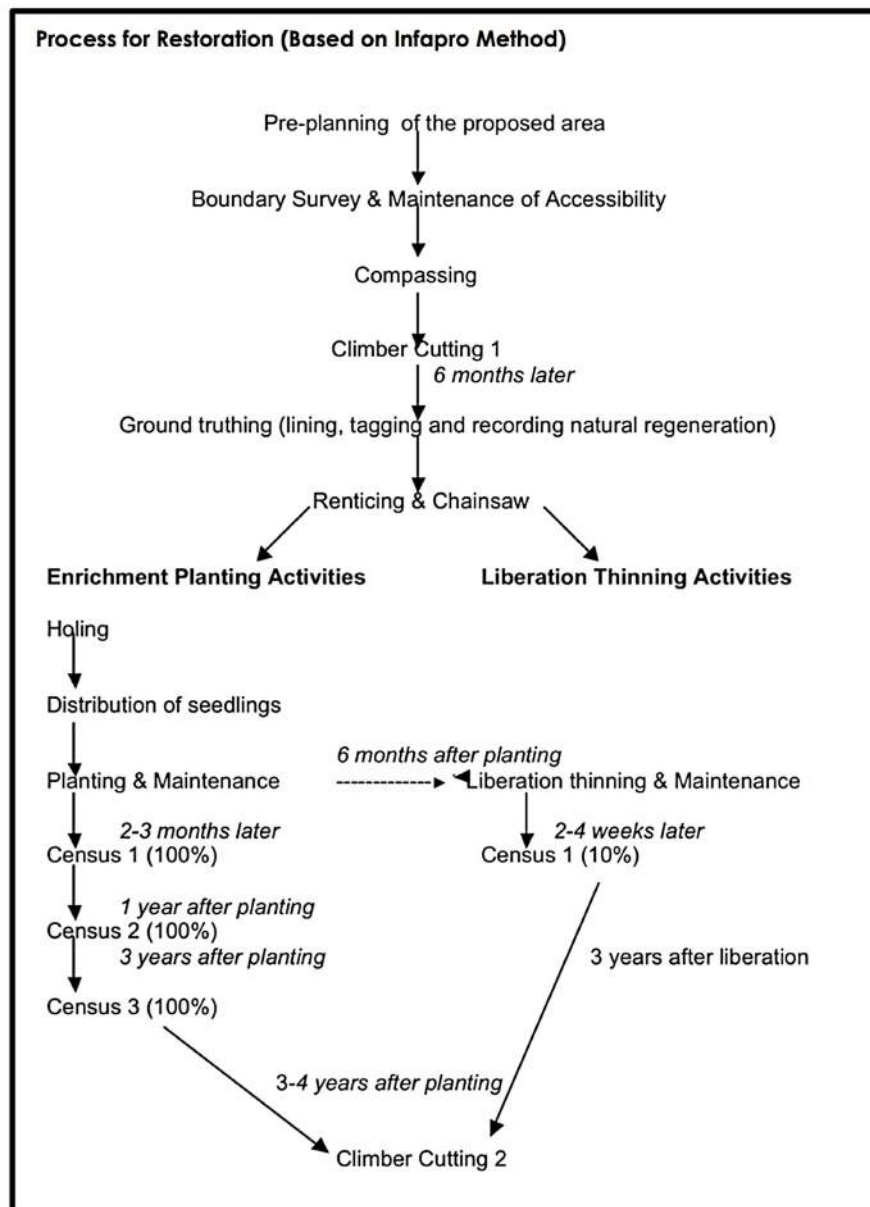 Process for Restoration (Based on Infapro Method)
Pre-planning of the proposed area
Boundary Survey & Maintenance of Accessibility
Compassing
Climber Cutting 1
6 months later
Ground truthing (lining, tagging and recording natural regeneration)
Renticing & Chainsaw
Enrichment Planting Activities
Liberation Thinning Activities
Holing
Distribution of seedlings
6 months after planting
Planting & Maintenance
Liberation thinning & Maintenance
2-3 months later
2-4 weeks later
Census 1 (100%)
Census 1 (10%)
1 year after planting
Census 2 (100%)
3 years after planting
3 years after liberation
Census 3 (100%)
3-4 years after planting
Climber Cutting 2